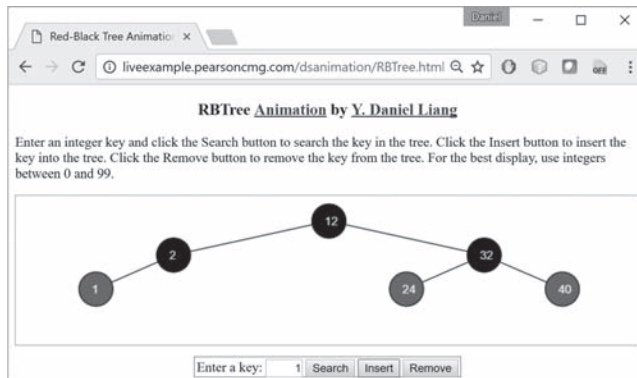 Daniel
Red-Black Tree Animatio
liveexample.pearsoncmg.com/dsanimation/RBTree.html
OFF
RBTree Animation by Y. Daniel Liang
Enter an integer key and click the Search button to search the key in the tree. Click the Insert button to insert the
key into the tree. Click the Remove button to remove the key from the tree. For the best display, use integers
between 0 and 99.
12
2 32
1 24 40
Enter a key: 1 Search Insert Remove